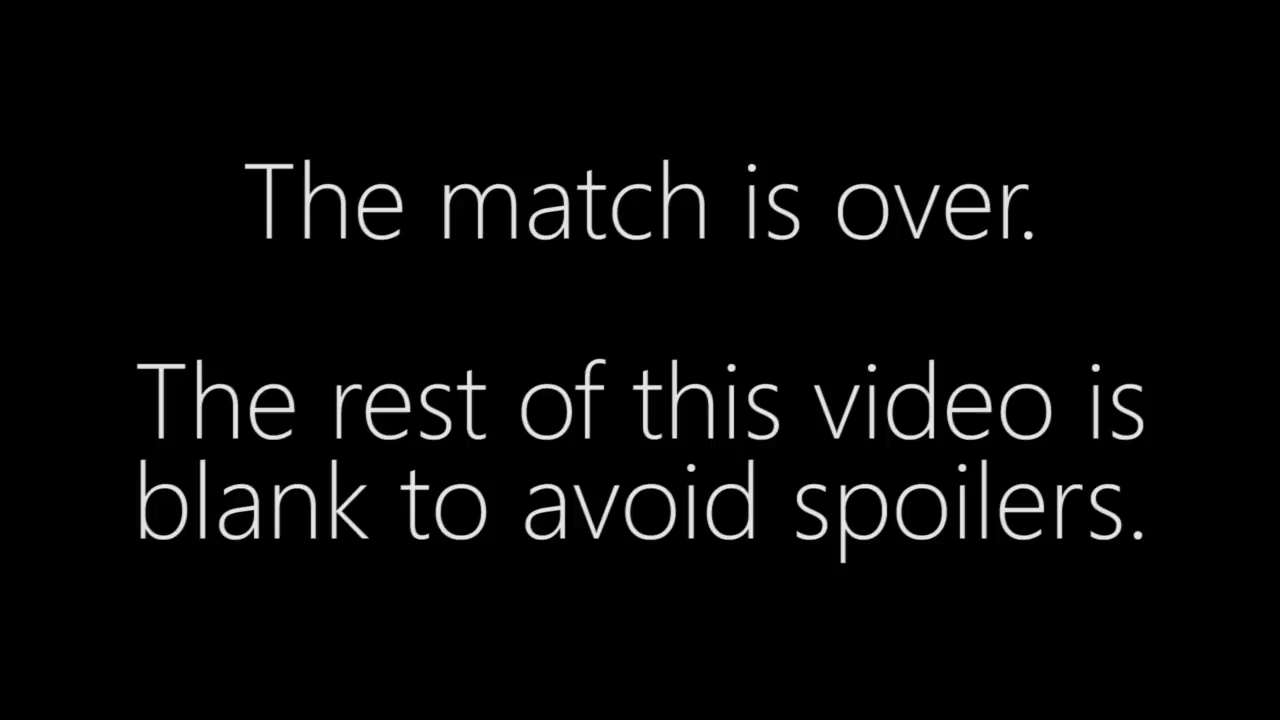 The match is over.
The rest of this video is
blank to avoid spoilers.